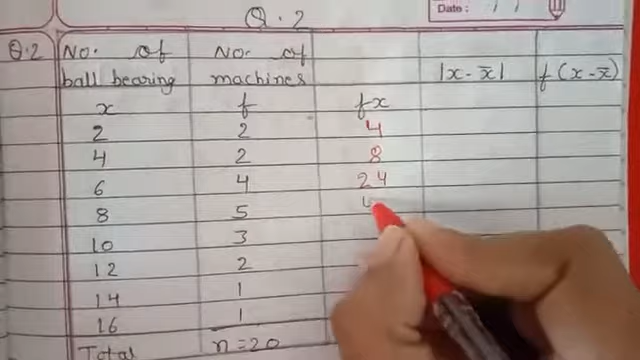 Q.2
Date :
Q.2 No. of No. of
ball bearing machines |x - x̄| f(x - x̄)
x f fx
2 2 4
4 2 8
6 4 24
8 5 4
10 3
12 2
14 1
16 1
Total n=20